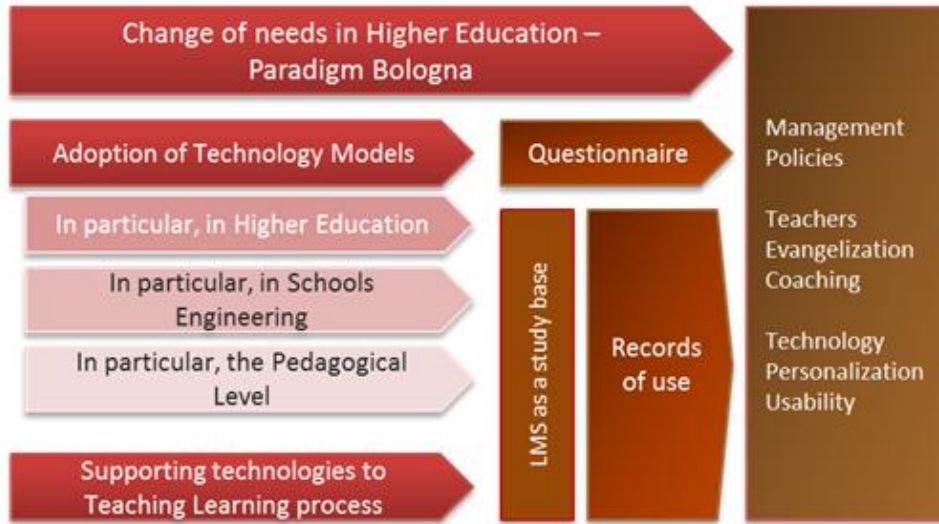 Change of needs in Higher Education –
Paradigm Bologna
Adoption of Technology Models
In particular, in Higher Education
In particular, in Schools
Engineering
In particular, the Pedagogical
Level
Supporting technologies to
Teaching Learning process
Questionnaire
LMS as a study base
Records
of use
Management
Policies
Teachers
Evangelization
Coaching
Technology
Personalization
Usability